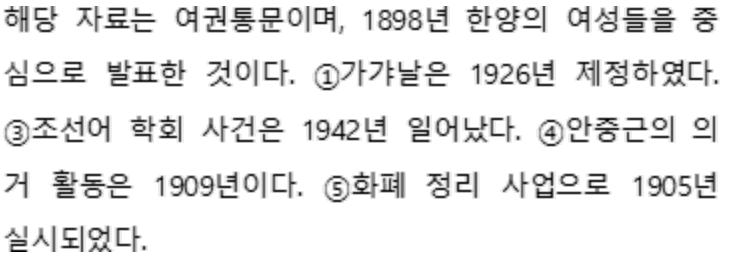 해당 자료는 여권통문이며, 1898년 한양의 여성들을 중
심으로 발표한 것이다. ①가갸날은 1926년 제정하였다.
③조선어 학회 사건은 1942년 일어났다. ④안중근의 의
거 활동은 1909년이다. ⑤화폐 정리 사업으로 1905년
실시되었다.